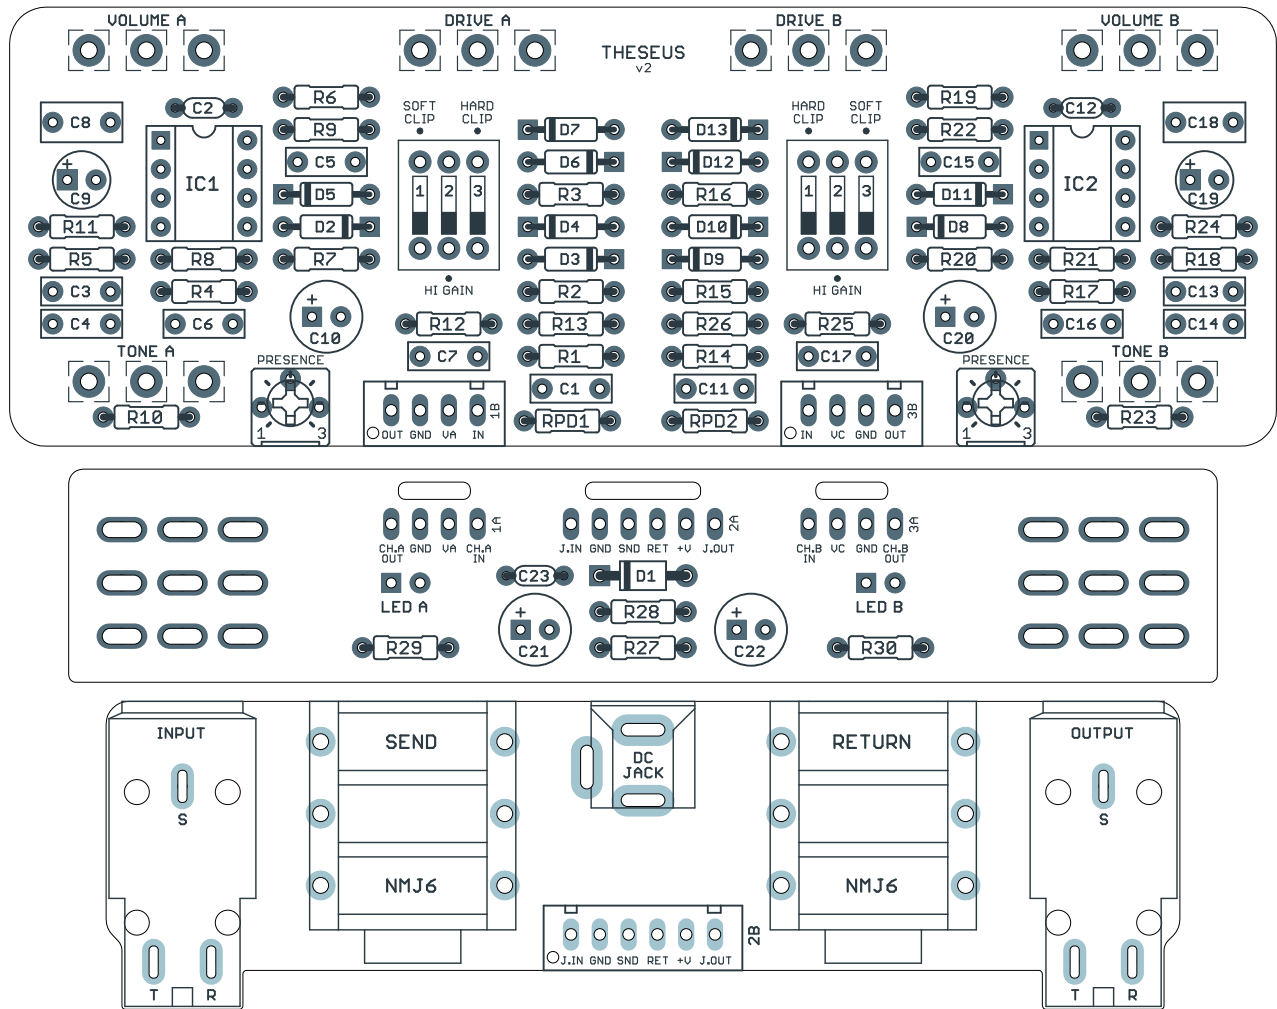 VOLUME A DRIVE A DRIVE B VOLUME B
THESEUS
v2
R6 R19
C2 SOFT CLIP HARD CLIP HARD CLIP SOFT CLIP C12
C8 R9 D7 D13 R22 C18
IC1 C5 D6 D12 C15 IC2
+ C9 D5 1 2 3 R3 R16 1 2 3 D11 + C19
R11 D2 D4 D10 D8 R24
R5 R8 R7 D3 D9 R20 R21 R18
C3 R4 HI GAIN R2 R15 HI GAIN R17 C13
C4 C6 + C10 R12 R13 R26 R25 + C20 C16 C14
TONE A PRESENCE C7 R1 R14 C17 PRESENCE TONE B
C1 C11
R10 1 3 1B RPD1 RPD2 3B 1 3 R23
OUT GND VA IN IN VC GND OUT
1A 2A 3A
CH.A OUT GND VA CH.A IN J.IN GND SND RET +V J.OUT CH.B IN VC GND CH.B OUT
C23 D1
LED A + R28 + LED B
R29 C21 R27 C22 R30
INPUT SEND DC JACK RETURN OUTPUT
S S
NMJ6 NMJ6
2B
J.IN GND SND RET +V J.OUT
T R T R